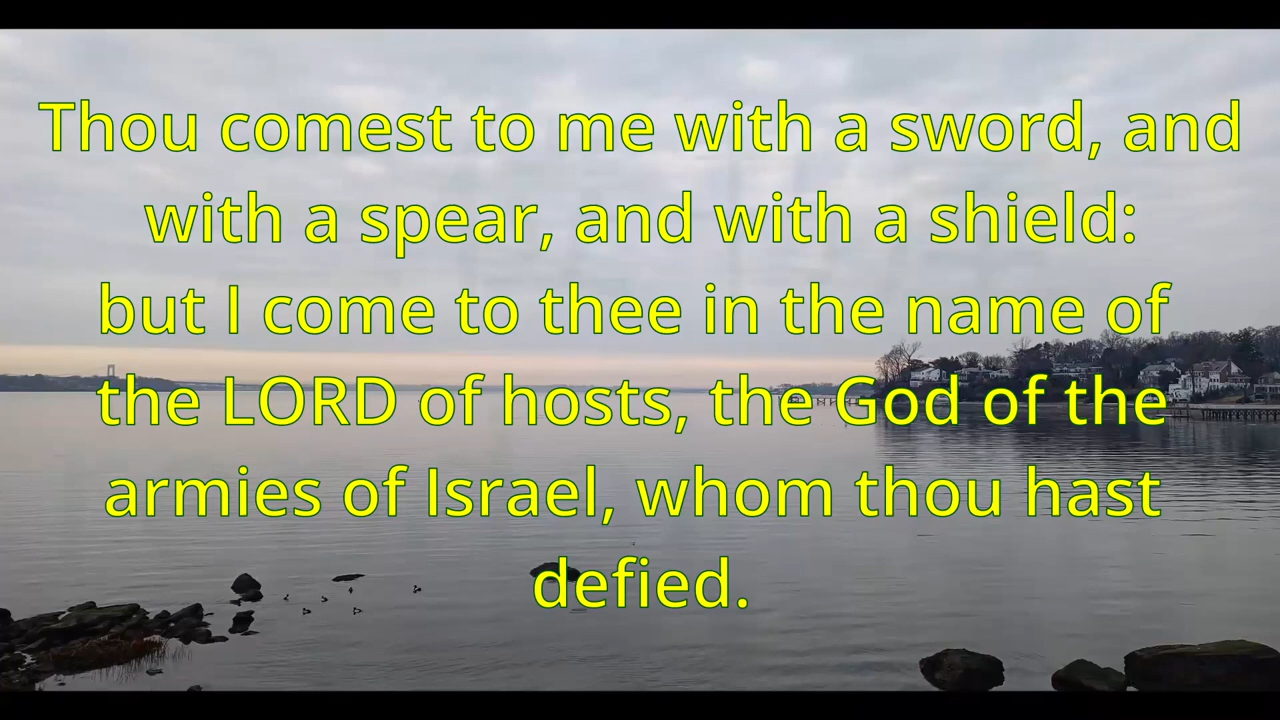 Thou comest to me with a sword, and
with a spear, and with a shield:
but I come to thee in the name of
the LORD of hosts, the God of the
armies of Israel, whom thou hast
defied.